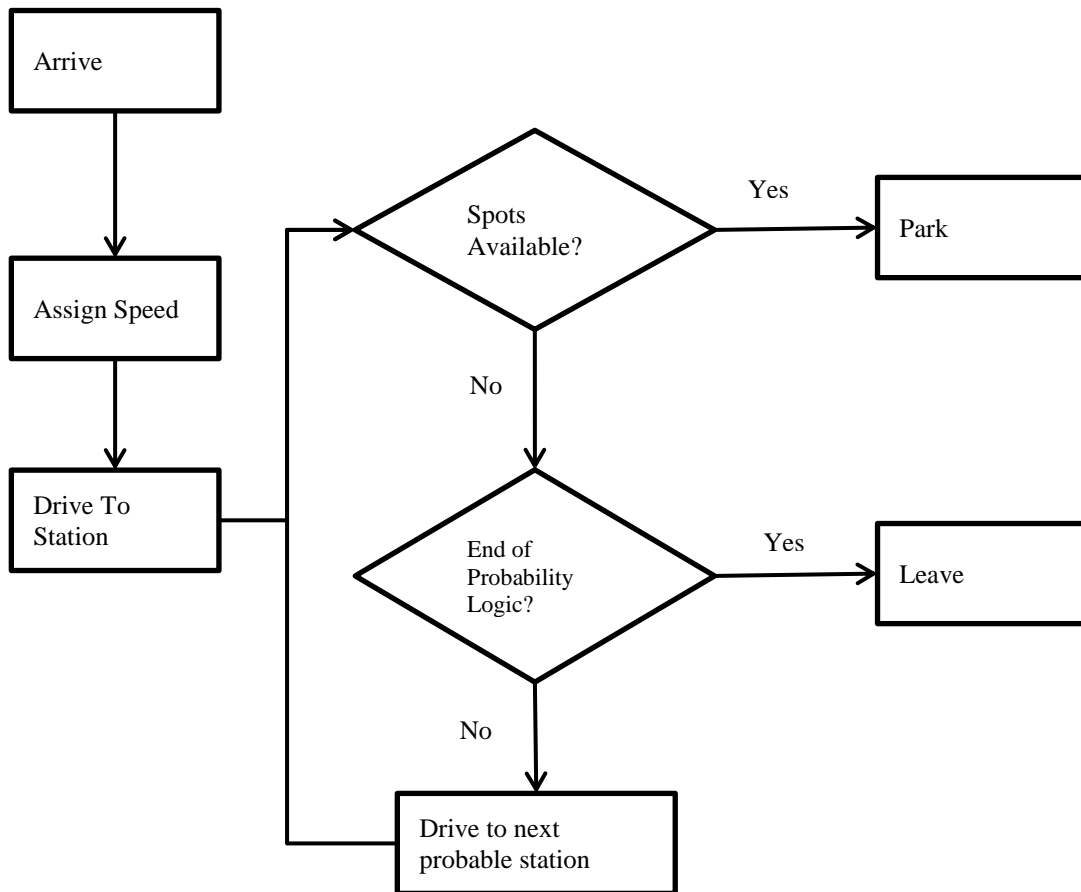 Arrive
Assign Speed
Drive To
Station
Spots
Available?
Yes
Park
No
End of
Probability
Logic?
Yes
Leave
No
Drive to next
probable station